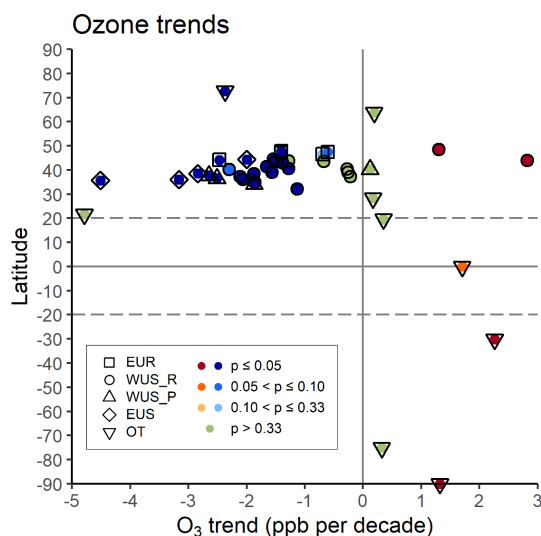 Ozone trends
90
80
70
60
50
40
30
20
10
0
-10
-20
-30
-40
-50
-60
-70
-80
-90
Latitude
EUR
WUS_R
WUS_P
EUS
OT
p ≤ 0.05
0.05 < p ≤ 0.10
0.10 < p ≤ 0.33
p > 0.33
-5 -4 -3 -2 -1 0 1 2 3
O₃ trend (ppb per decade)